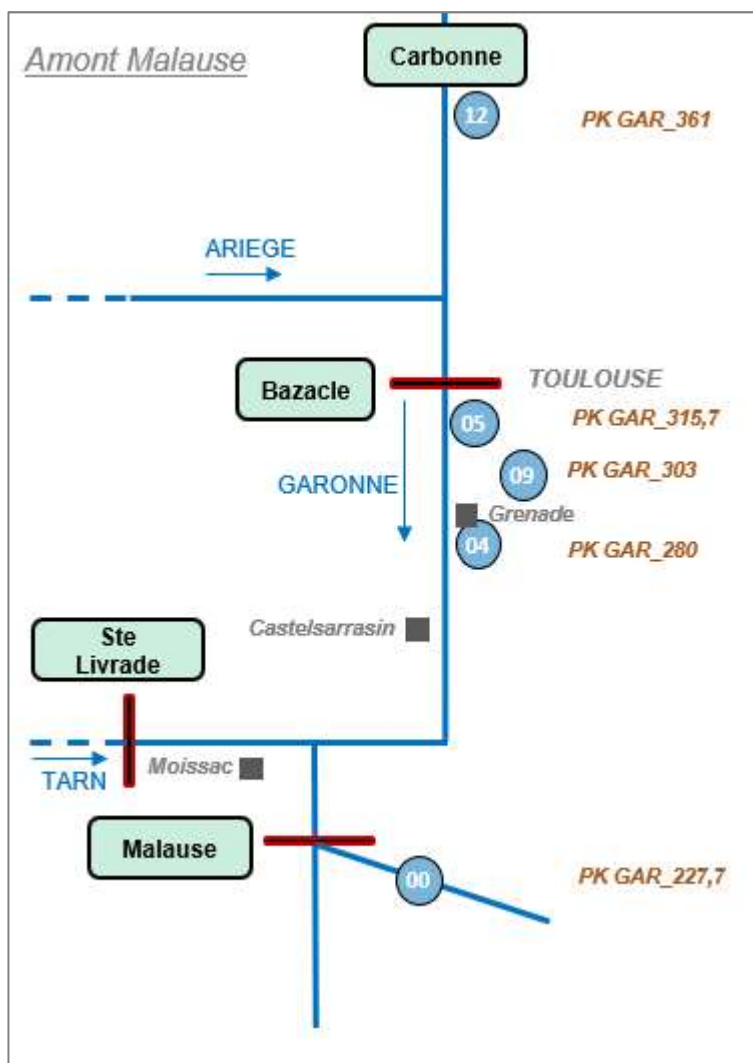 Amont Malause
Carbonne
12
PK GAR_361
ARIEGE
Bazacle
TOULOUSE
05
PK GAR_315,7
GARONNE
09
PK GAR_303
Grenade
04
PK GAR_280
Castelsarrasin
Ste
Livrade
TARN
Moissac
Malause
00
PK GAR_227,7